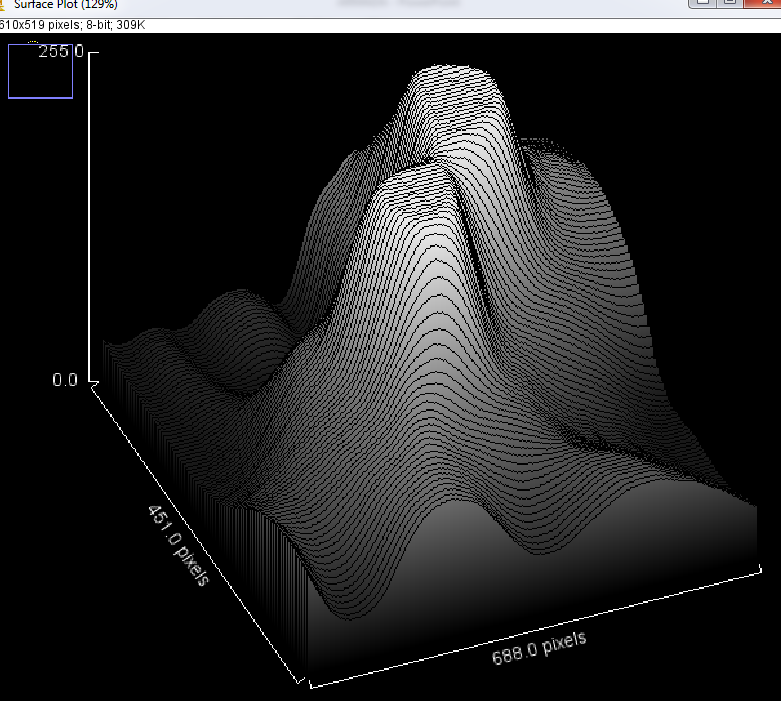 Surface Plot (129%)
610x519 pixels; 8-bit; 309K
255.0
0.0
451.0 pixels
688.0 pixels